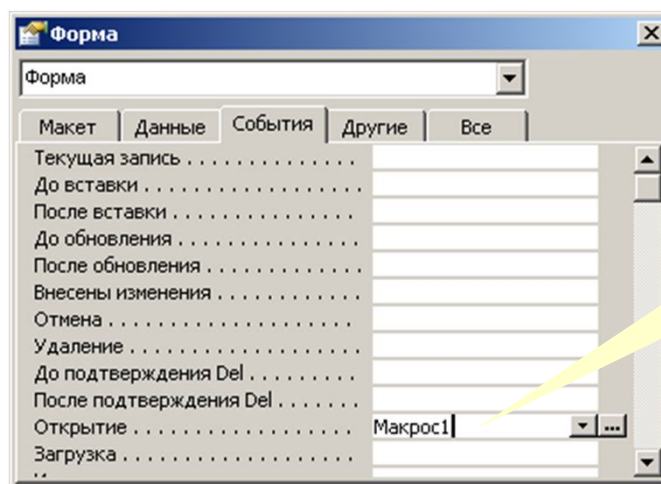 Форма
Форма
Макет Данные События Другие Все
Текущая запись . . . . . . . . . . . . . . .
До вставки . . . . . . . . . . . . . . . . . . .
После вставки . . . . . . . . . . . . . . . .
До обновления . . . . . . . . . . . . . . . .
После обновления . . . . . . . . . . . . .
Внесены изменения . . . . . . . . . . . .
Отмена . . . . . . . . . . . . . . . . . . . . .
Удаление . . . . . . . . . . . . . . . . . . . .
До подтверждения Del . . . . . . . . .
После подтверждения Del . . . . . . .
Открытие . . . . . . . . . . . . . . . . . . . Макрос1 ...
Загрузка . . . . . . . . . . . . . . . . . . . .